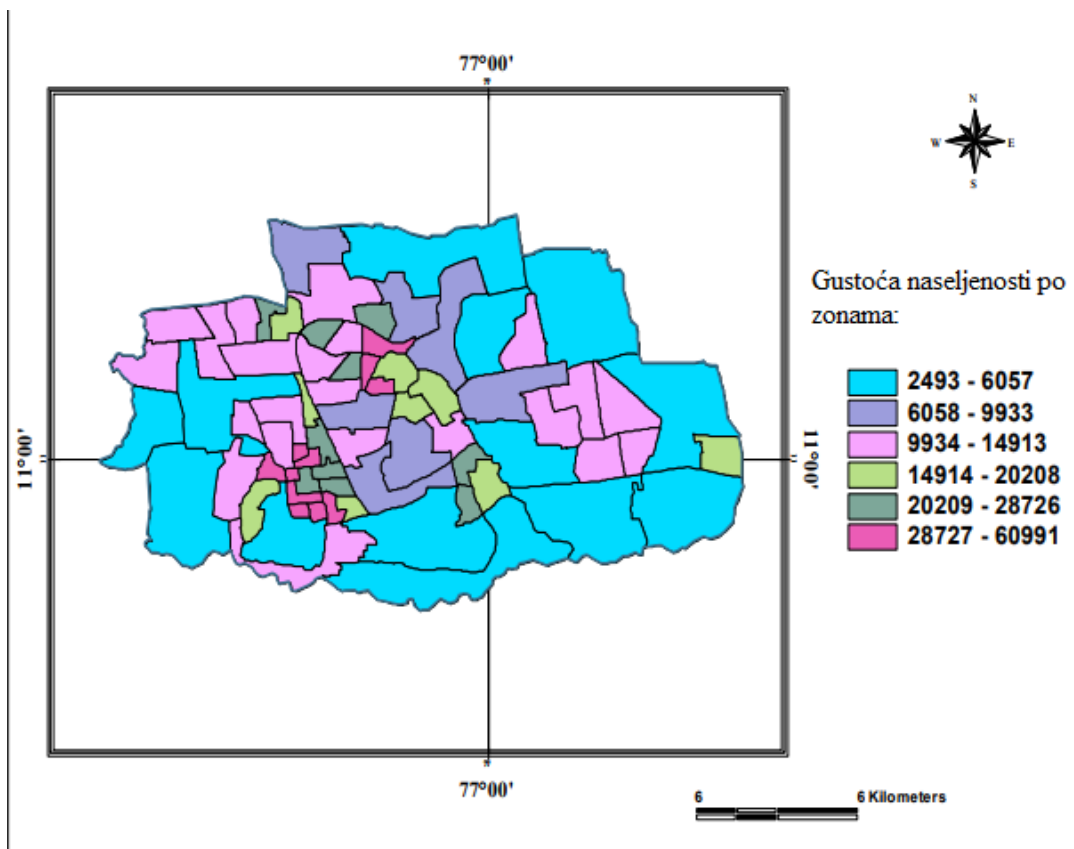 77°00'
N
W E
S
Gustoća naseljenosti po
zonama:
2493 - 6057
6058 - 9933
9934 - 14913
14914 - 20208
20209 - 28726
28727 - 60991
11°00'
11°00'
77°00'
6 6 Kilometers